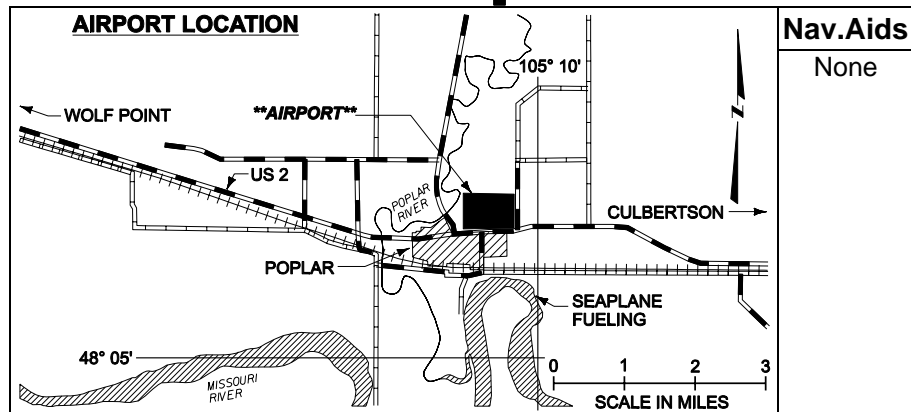 AIRPORT LOCATION
Nav.Aids
None
105° 10'
WOLF POINT
**AIRPORT**
N
US 2
POPLAR
RIVER
CULBERTSON
POPLAR
SEAPLANE
FUELING
48° 05'
MISSOURI
RIVER
0 1 2 3
SCALE IN MILES